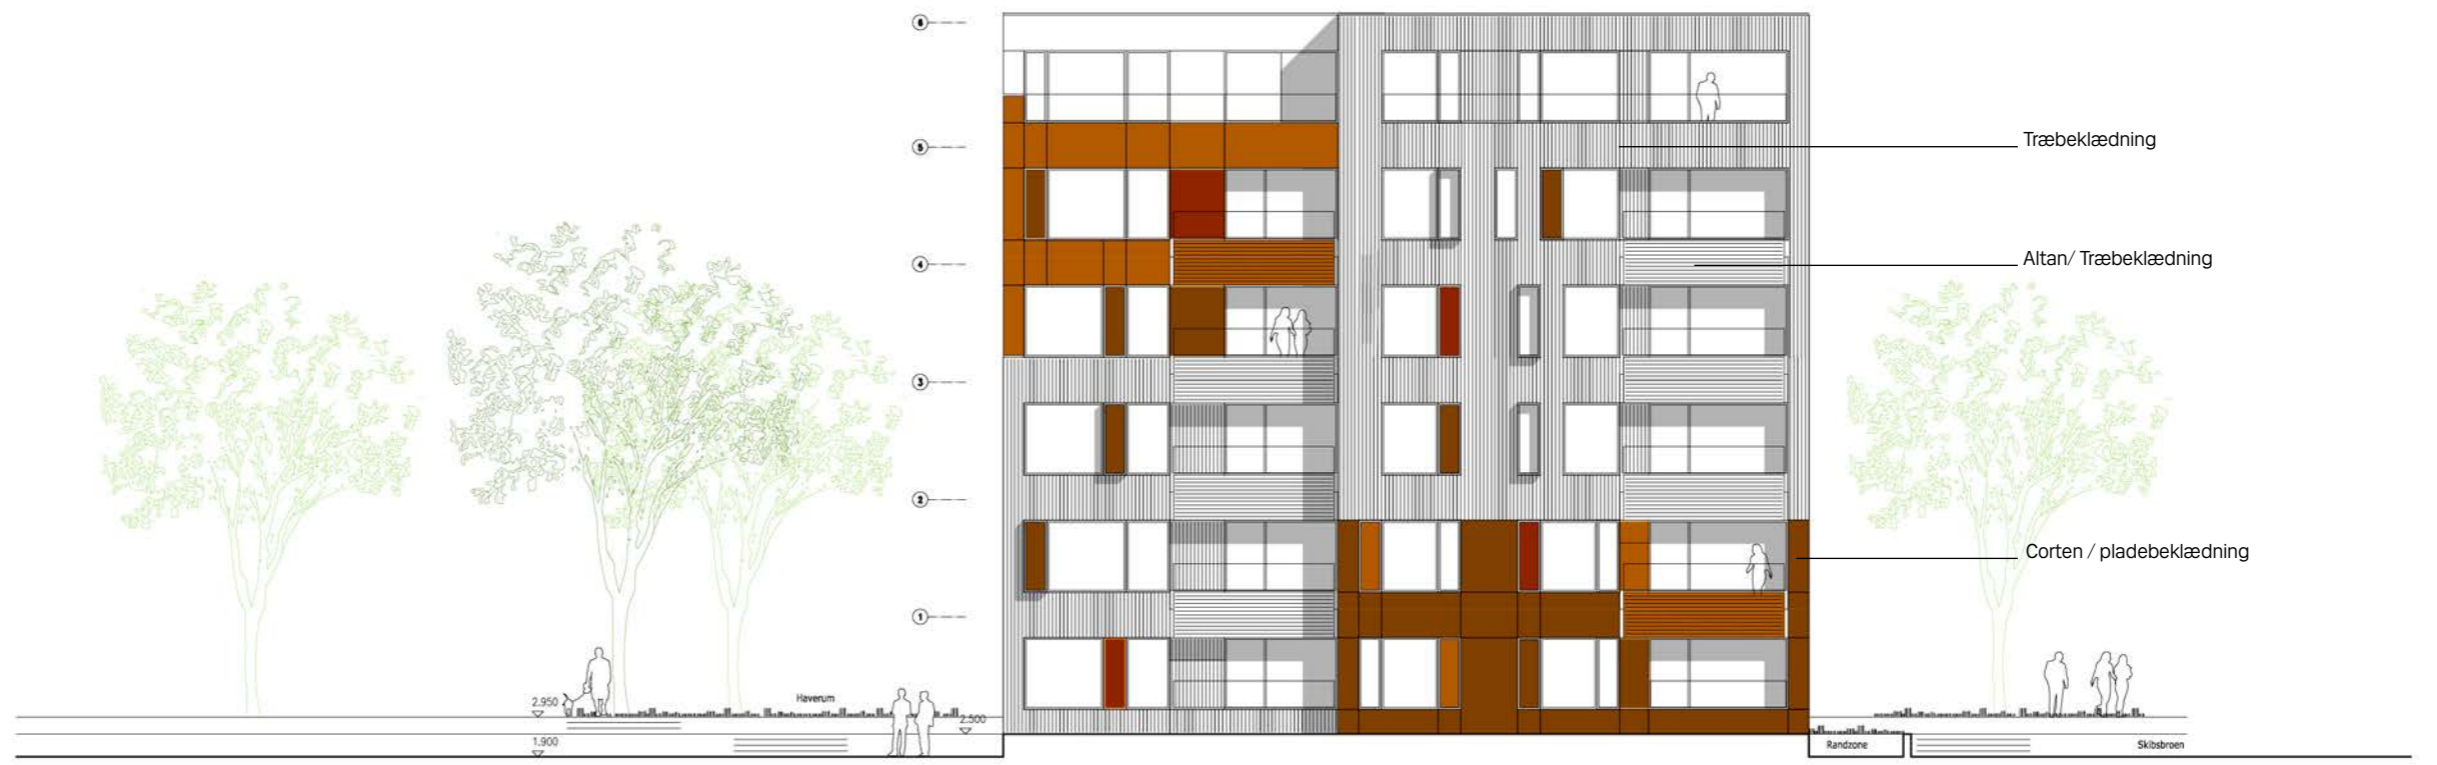 6
5
Træbeklædning
4
Altan/ Træbeklædning
3
2
Corten / pladebeklædning
1
Haverum
2.950
2.500
1.900
Randzone
Skibsbroen